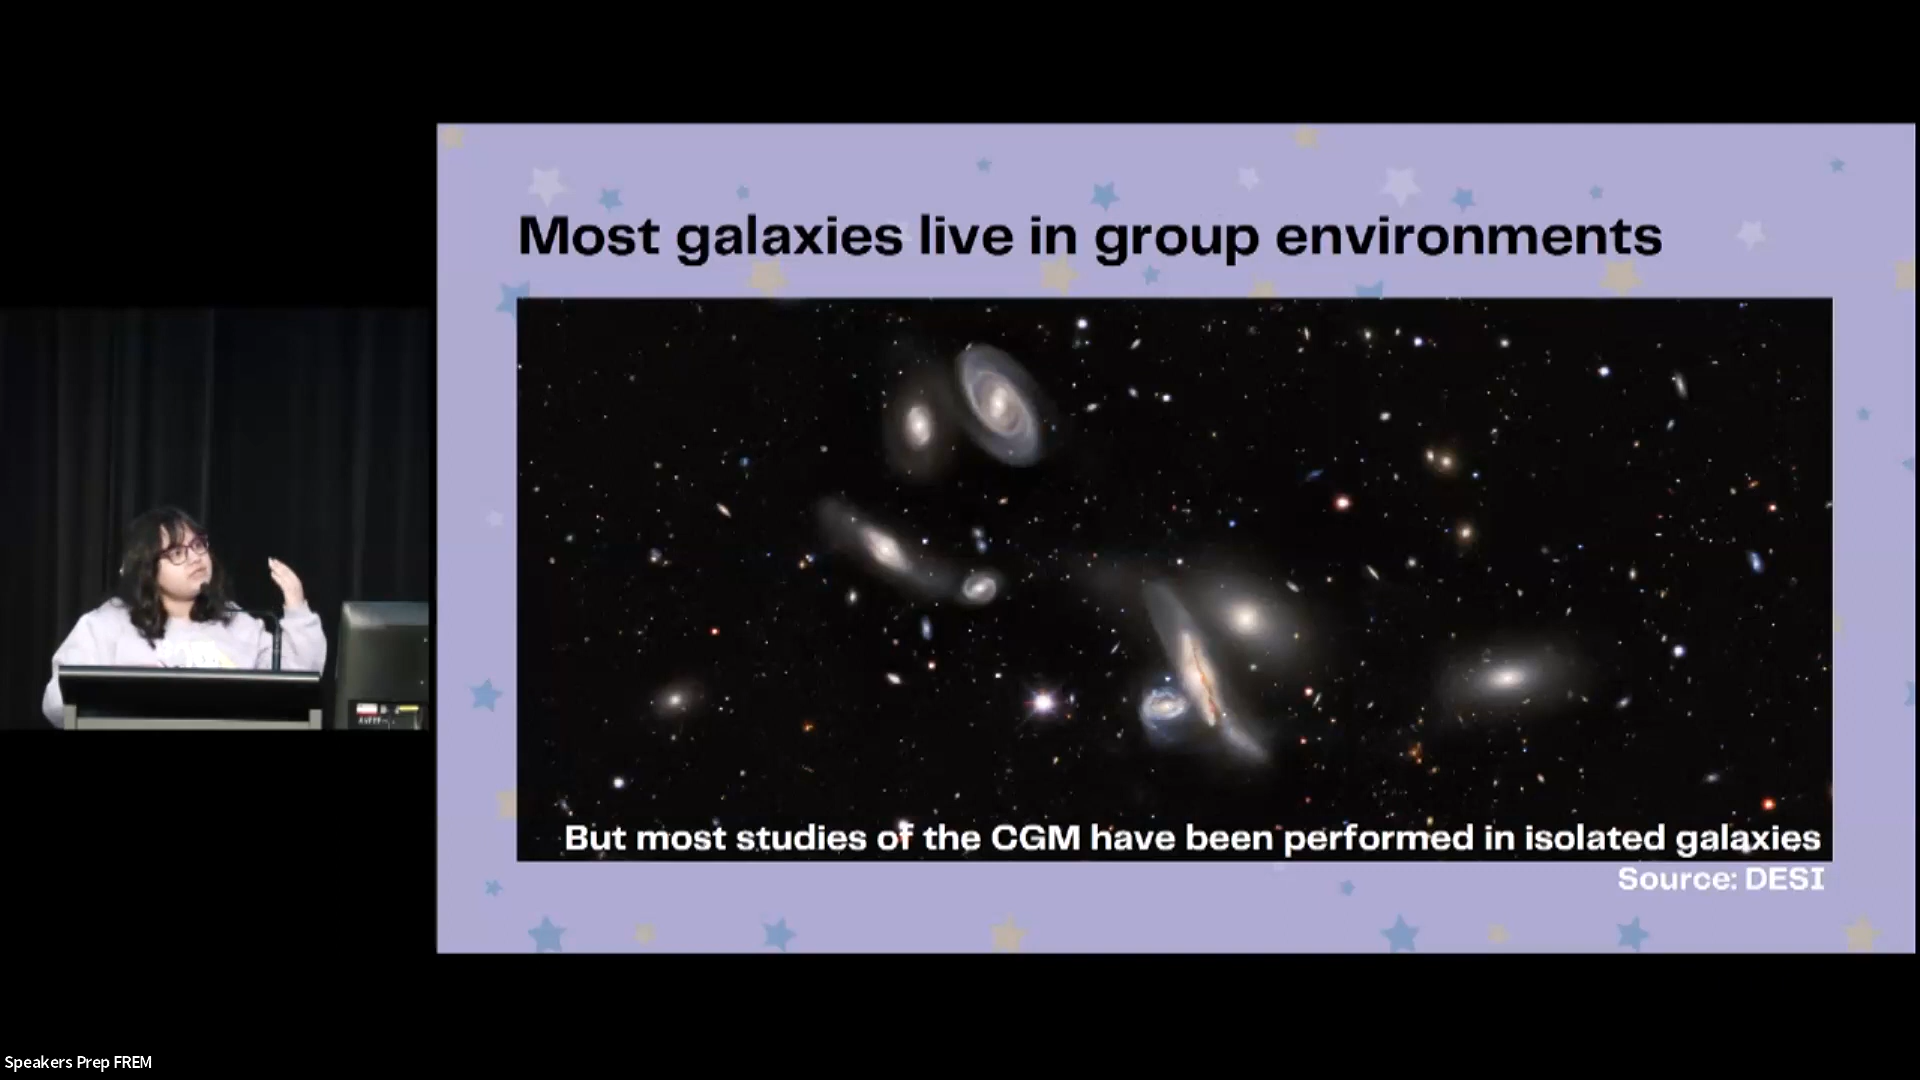 Most galaxies live in group environments
But most studies of the CGM have been performed in isolated galaxies
Source: DESI
Speakers Prep FREM